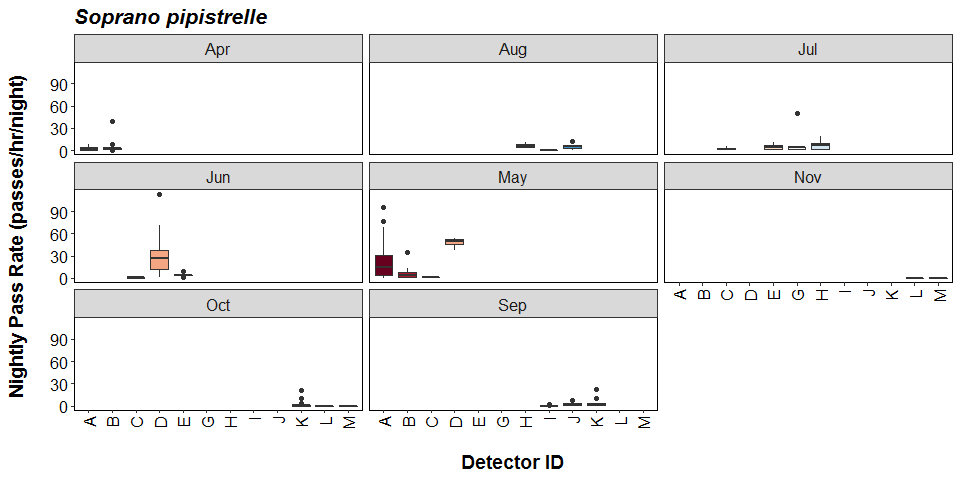 Soprano pipistrelle
Nightly Pass Rate (passes/hr/night)
Apr
Aug
Jul
90
60
30
0
Jun
May
Nov
90
60
30
0
A B C D E G H I J K L M
Oct
Sep
90
60
30
0
A B C D E G H I J K L M
A B C D E G H I J K L M
Detector ID